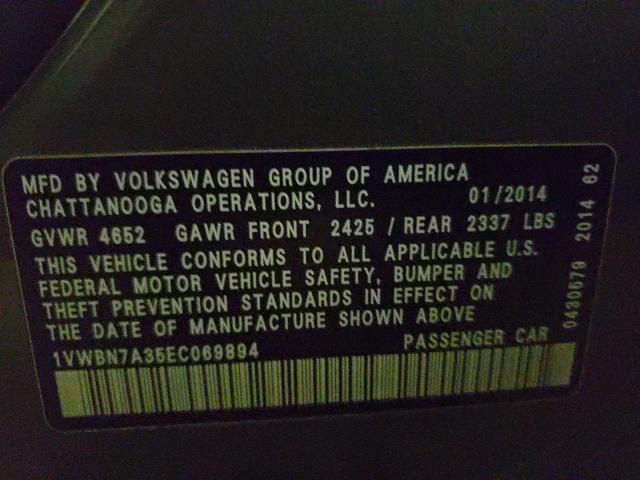 MFD BY VOLKSWAGEN GROUP OF AMERICA
CHATTANOOGA OPERATIONS, LLC. 01/2014
GVWR 4652 GAWR FRONT 2425 / REAR 2337 LBS
THIS VEHICLE CONFORMS TO ALL APPLICABLE U.S.
FEDERAL MOTOR VEHICLE SAFETY, BUMPER AND
THEFT PREVENTION STANDARDS IN EFFECT ON
THE DATE OF MANUFACTURE SHOWN ABOVE
1VWBN7A35EC069894 PASSENGER CAR
0430579 2014 62